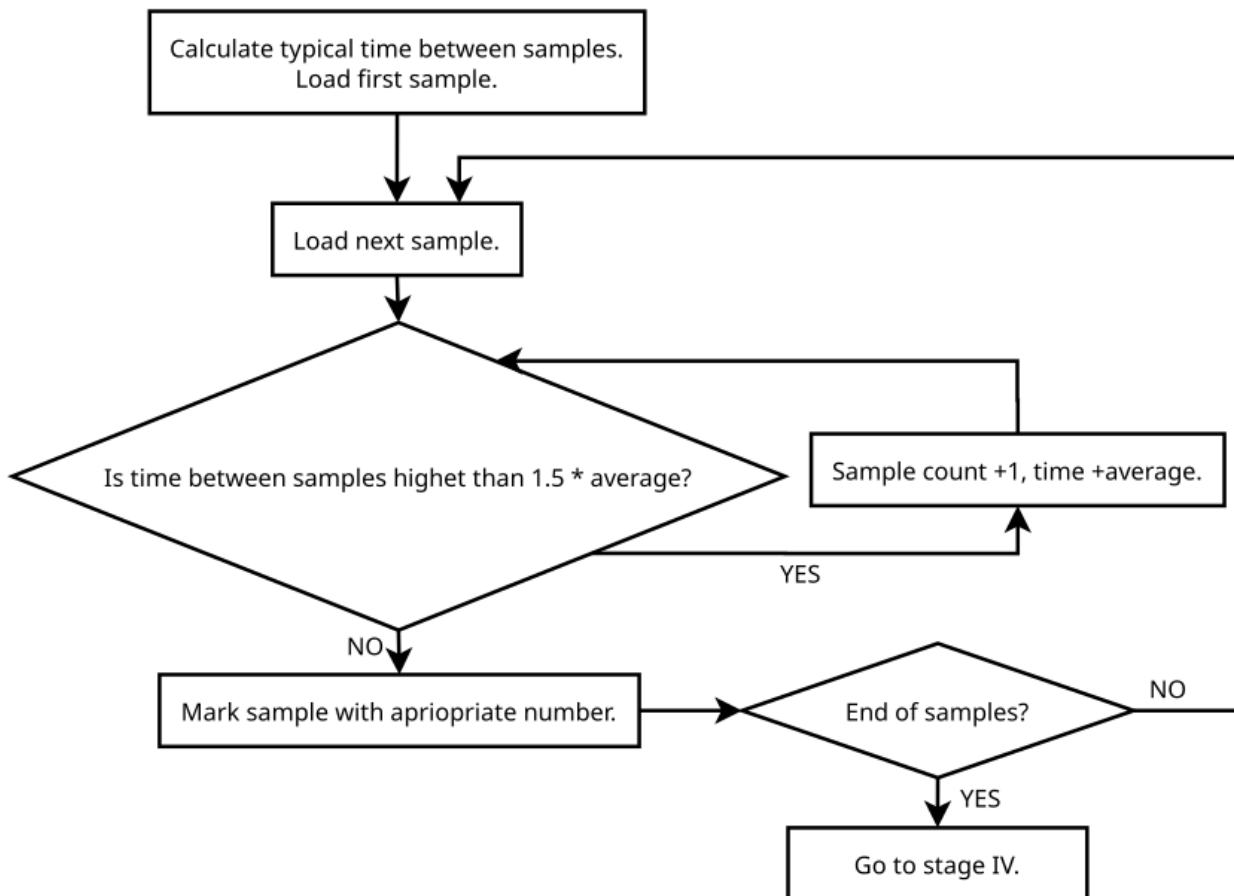 Calculate typical time between samples.
Load first sample.
Load next sample.
Is time between samples highet than 1.5 * average?
Sample count +1, time +average.
YES
NO
Mark sample with apriopriate number.
End of samples?
NO
YES
Go to stage IV.